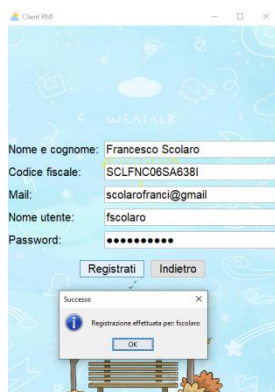 Client RMI
WEATHER
Nome e cognome: Francesco Scolaro
Codice fiscale: SCLFNC06SA638I
Mail: scolarofranci@gmail
Nome utente: fscolaro
Password: ●●●●●●●●●●
Registrati Indietro
Successo
Registrazione effettuata per: fscolaro
OK